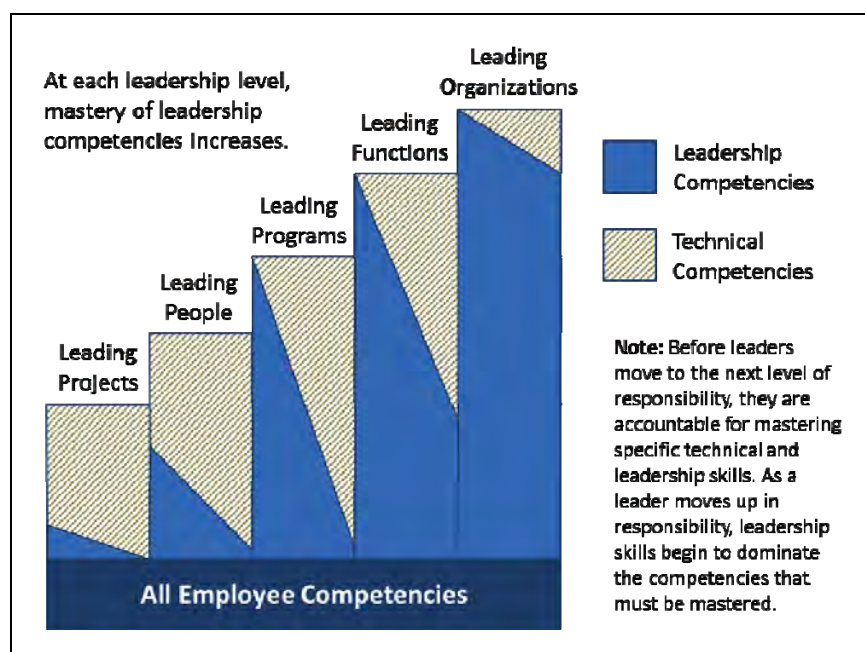 At each leadership level,
mastery of leadership
competencies Increases.
Leading
Projects
Leading
People
Leading
Programs
Leading
Functions
Leading
Organizations
Leadership
Competencies
Technical
Competencies
Note: Before leaders
move to the next level of
responsibility, they are
accountable for mastering
specific technical and
leadership skills. As a
leader moves up in
responsibility, leadership
skills begin to dominate
the competencies that
must be mastered.
All Employee Competencies